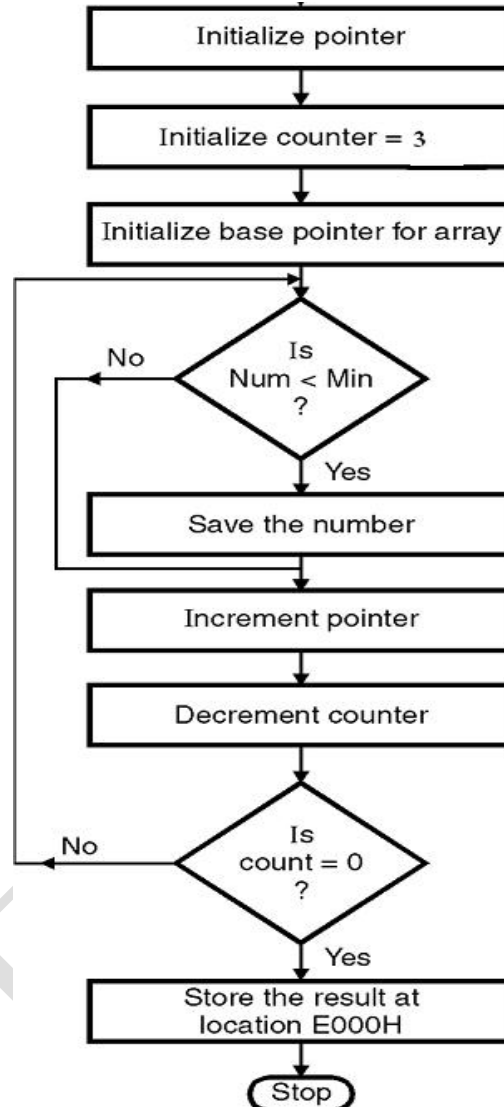 Initialize pointer
Initialize counter = 3
Initialize base pointer for array
Is
Num < Min
?
No
Yes
Save the number
Increment pointer
Decrement counter
Is
count = 0
?
No
Yes
Store the result at
location E000H
Stop